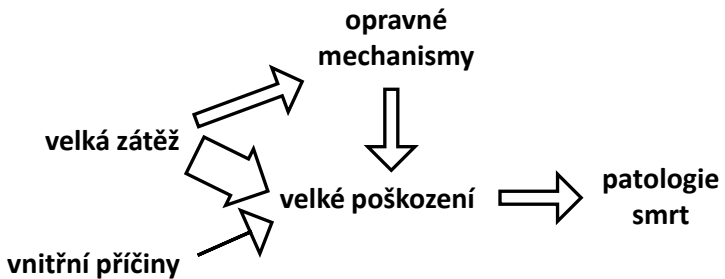 opravné
mechanismy
velká zátěž
velké poškození
patologie
smrt
vnitřní příčiny